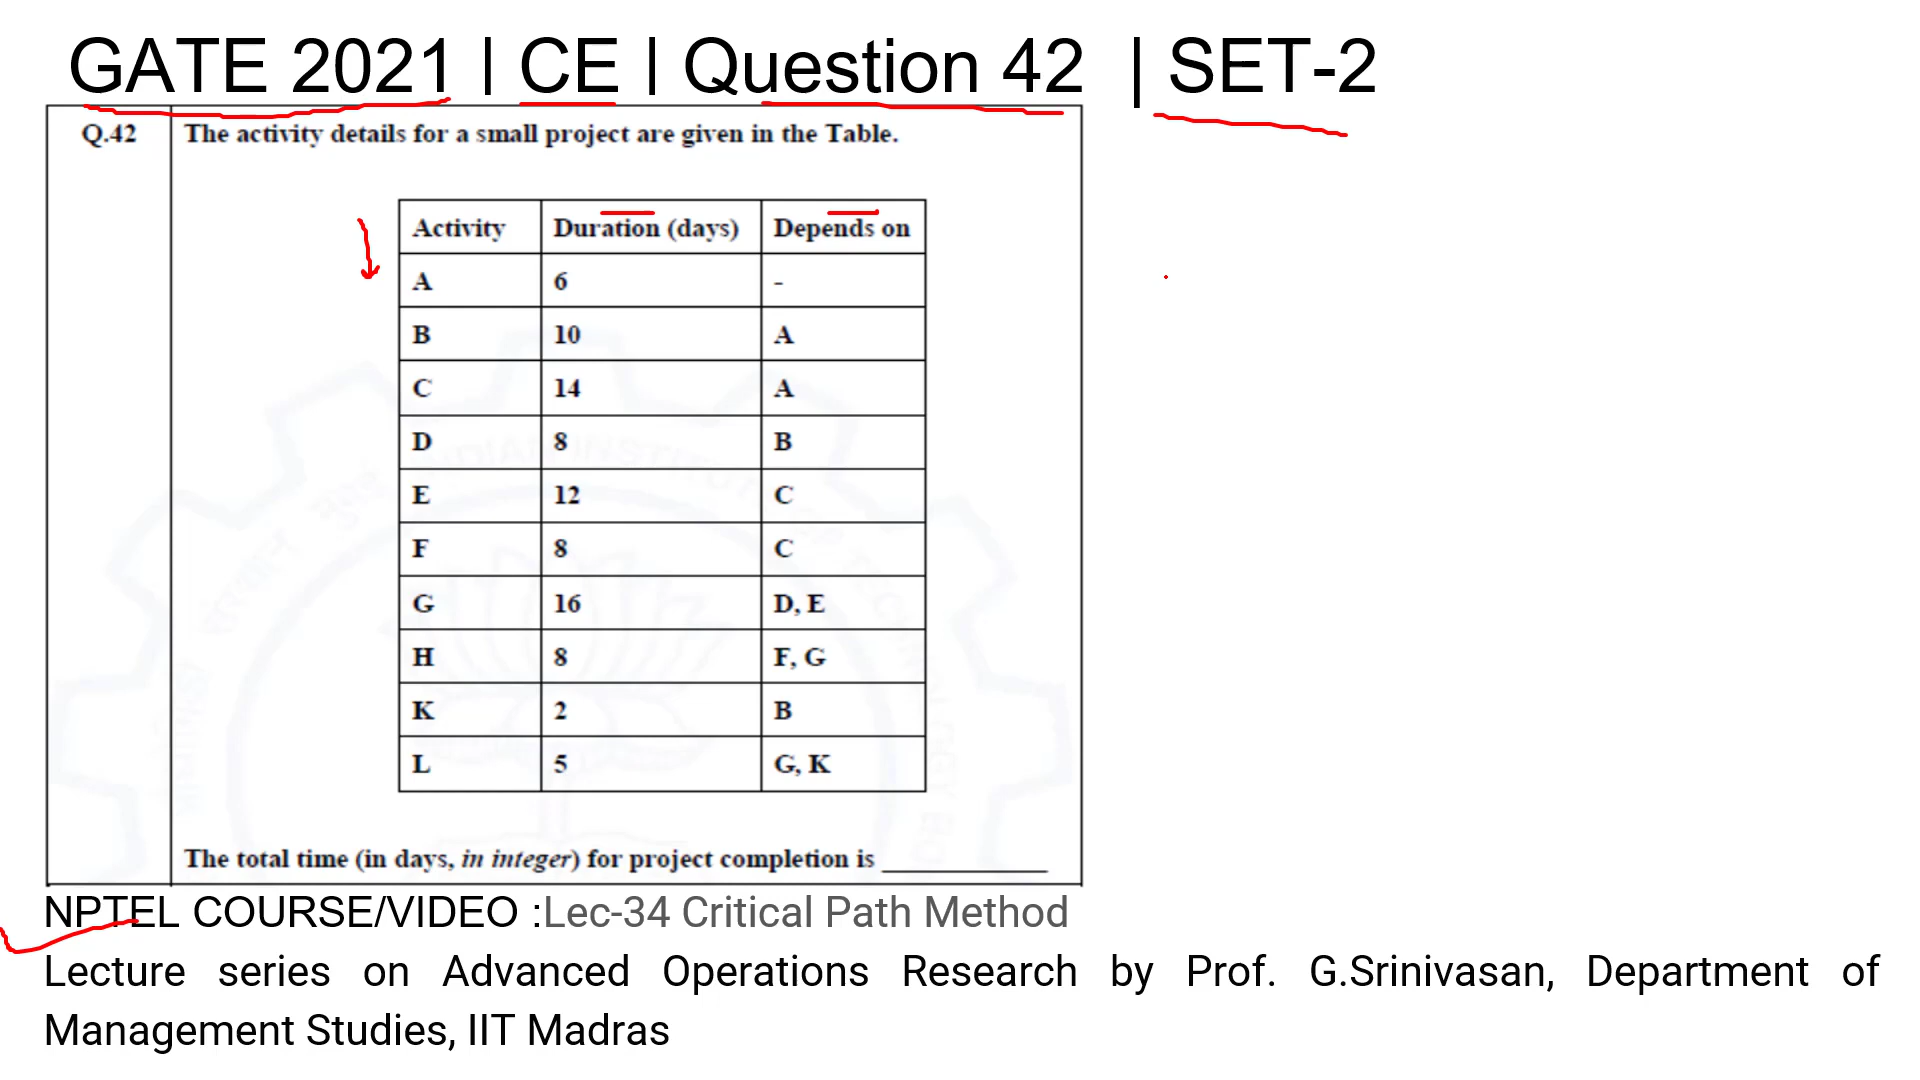 GATE 2021 | CE | Question 42 | SET-2
Q.42 The activity details for a small project are given in the Table.
Activity Duration (days) Depends on
A 6 -
B 10 A
C 14 A
D 8 B
E 12 C
F 8 C
G 16 D, E
H 8 F, G
K 2 B
L 5 G, K
The total time (in days, in integer) for project completion is __________
NPTEL COURSE/VIDEO :Lec-34 Critical Path Method
Lecture series on Advanced Operations Research by Prof. G.Srinivasan, Department of
Management Studies, IIT Madras